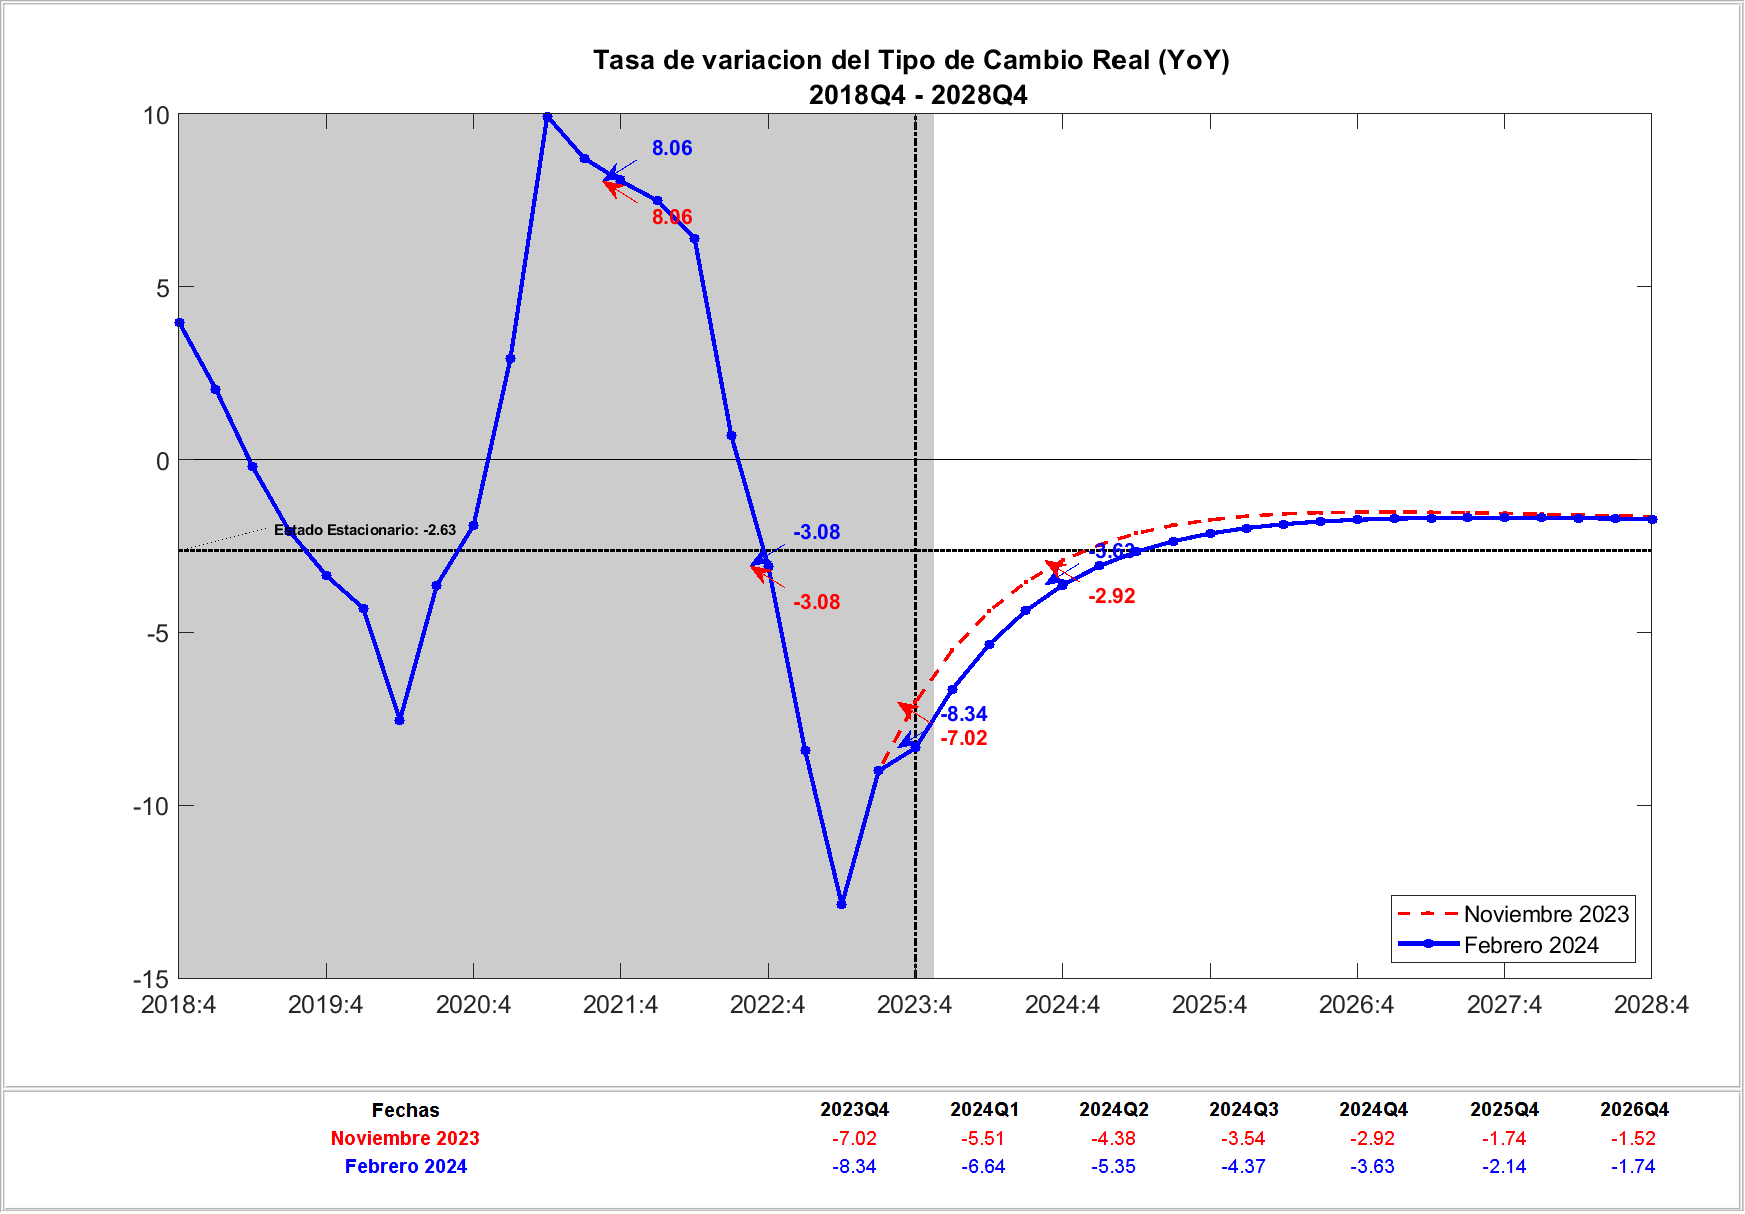 Tasa de variacion del Tipo de Cambio Real (YoY)
2018Q4 - 2028Q4
10
5
0
-5
-10
-15
8.06
8.06
Estado Estacionario: -2.63
-3.08
-3.08
-3.63
-2.92
-8.34
-7.02
Noviembre 2023
Febrero 2024
2018:4 2019:4 2020:4 2021:4 2022:4 2023:4 2024:4 2025:4 2026:4 2027:4 2028:4
Fechas 2023Q4 2024Q1 2024Q2 2024Q3 2024Q4 2025Q4 2026Q4
Noviembre 2023 -7.02 -5.51 -4.38 -3.54 -2.92 -1.74 -1.52
Febrero 2024 -8.34 -6.64 -5.35 -4.37 -3.63 -2.14 -1.74